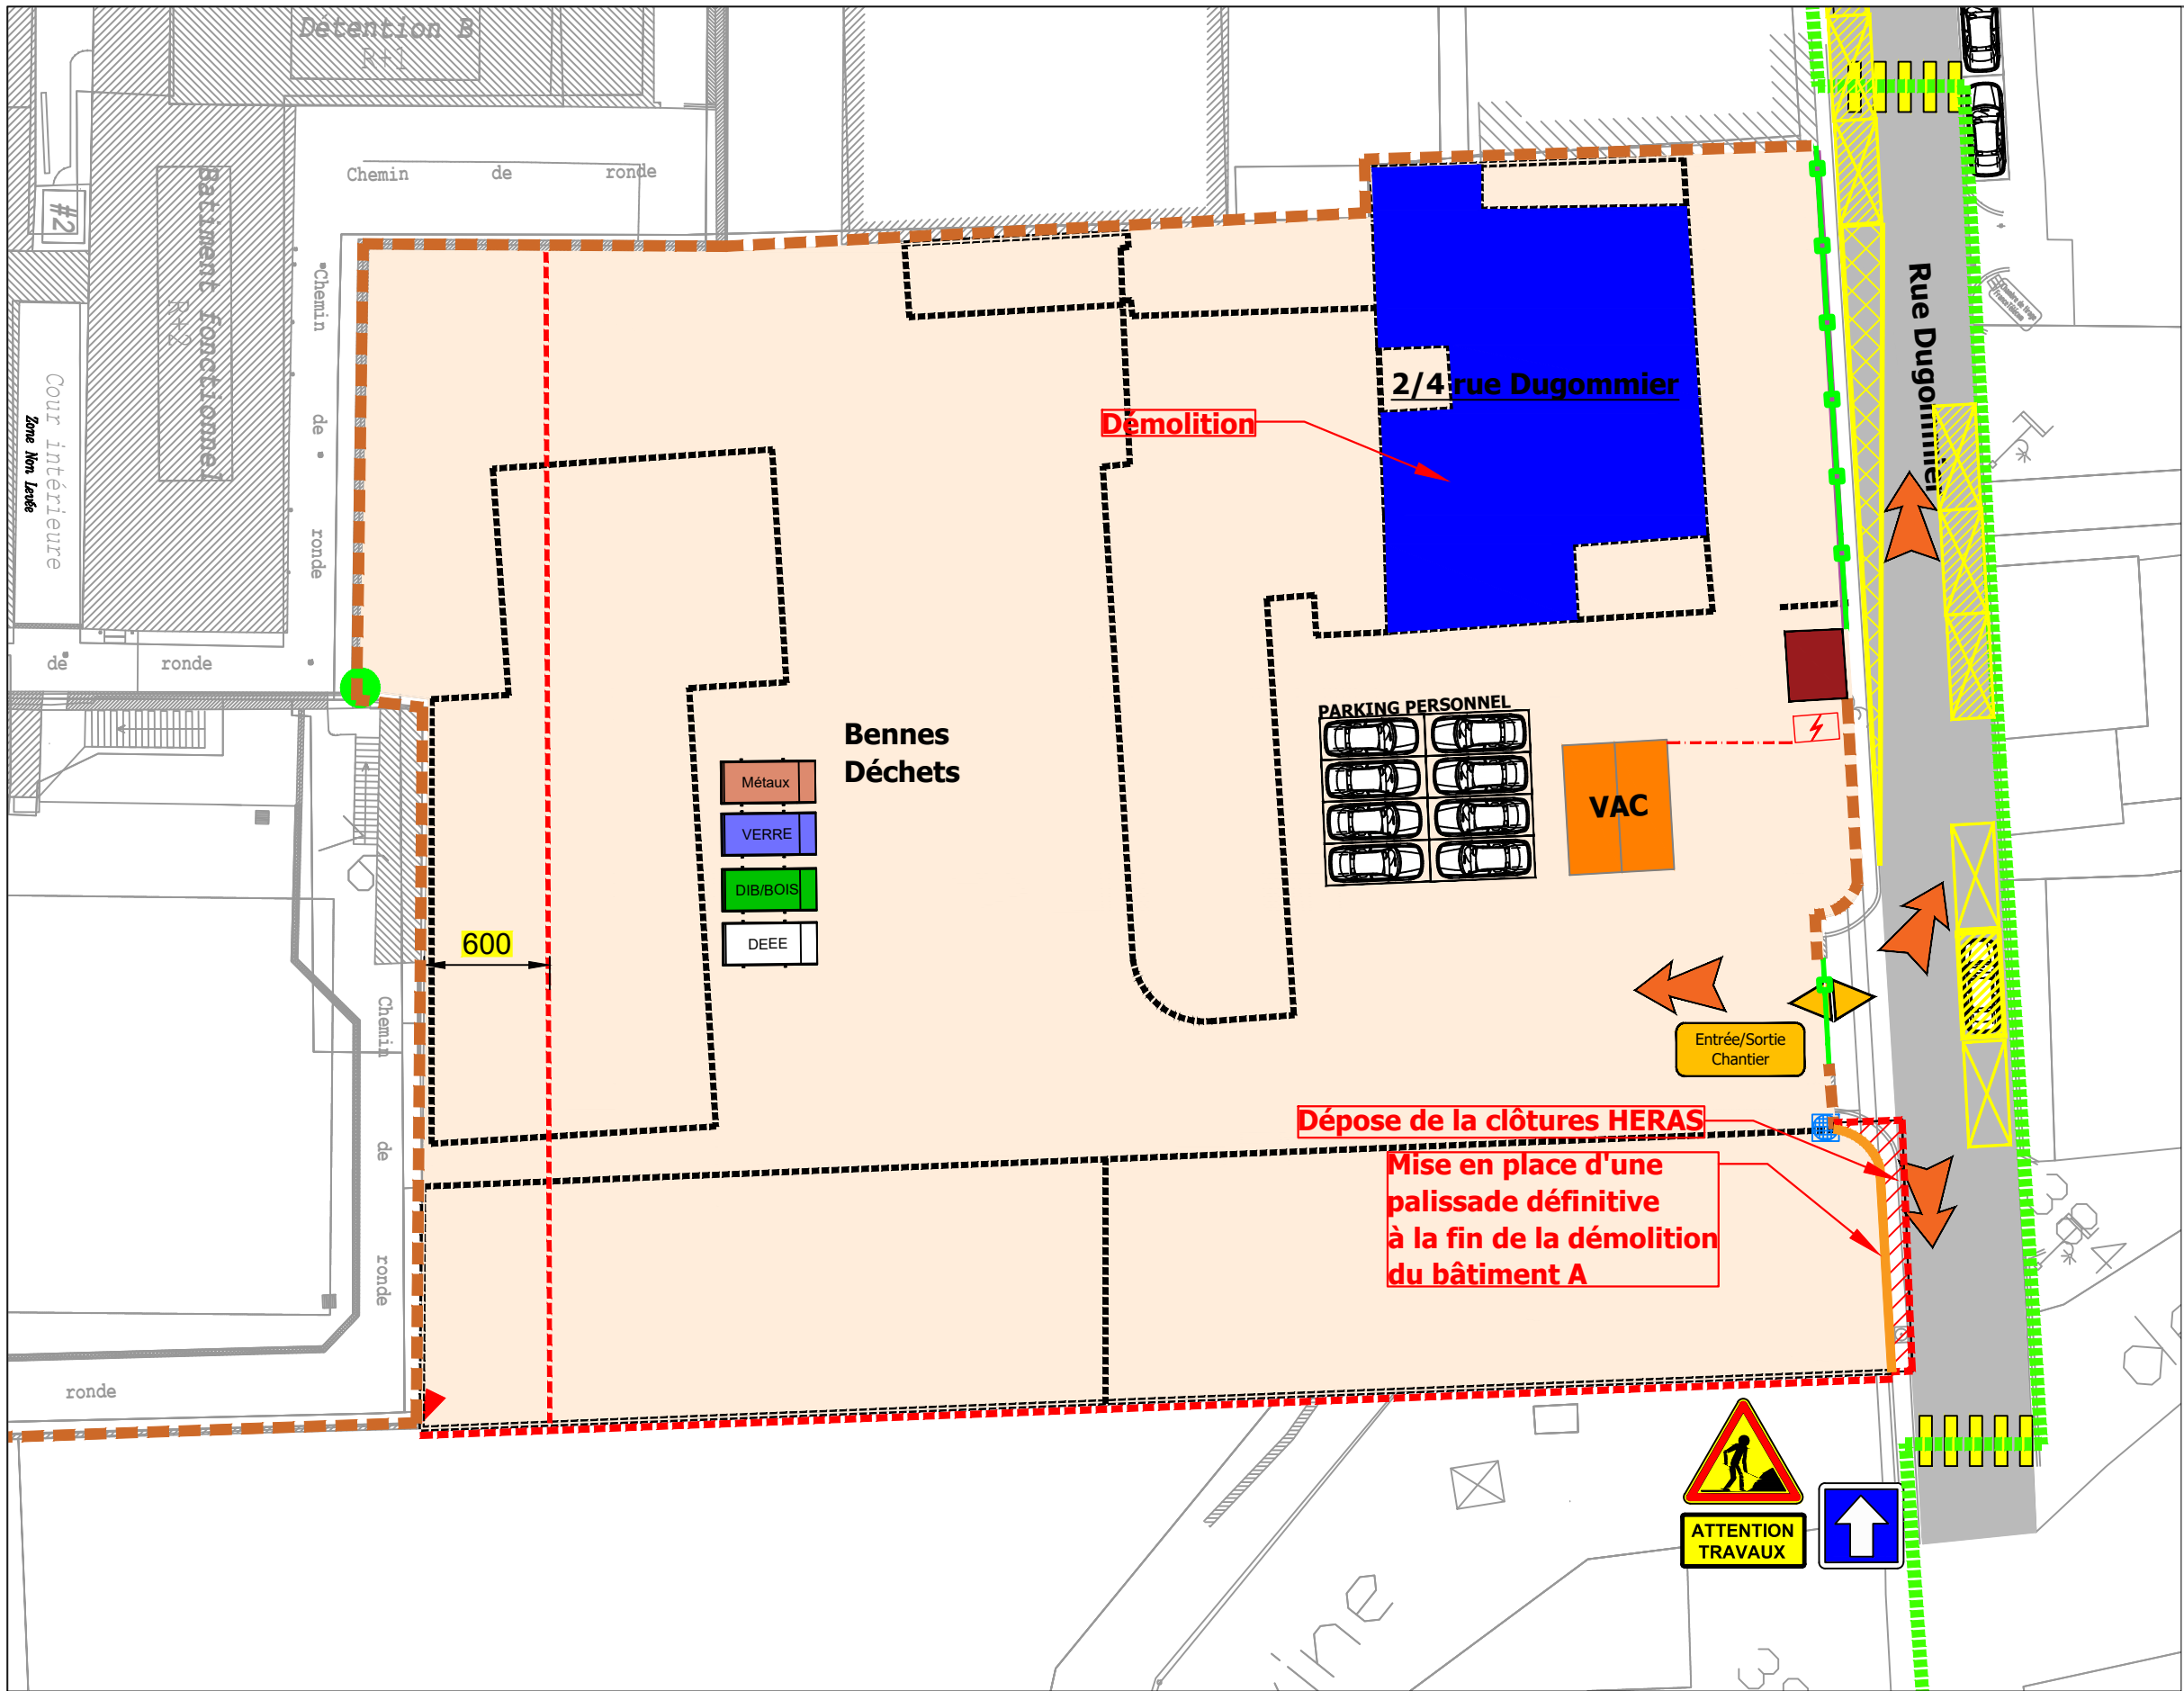 Détention B
R+1
Chemin de ronde
#2
Batiment fonctionnel
R+2
Cour intérieure
Zone Non Levée
Chemin de ronde
de ronde
2/4 rue Dugommier
Démolition
Rue Dugommier
PARKING PERSONNEL
Bennes
Déchets
Métaux
VERRE
DIB/BOIS
DEEE
VAC
600
Entrée/Sortie
Chantier
Chemin de ronde
Dépose de la clôtures HERAS
Mise en place d'une
palissade définitive
à la fin de la démolition
du bâtiment A
ronde
ATTENTION
TRAVAUX